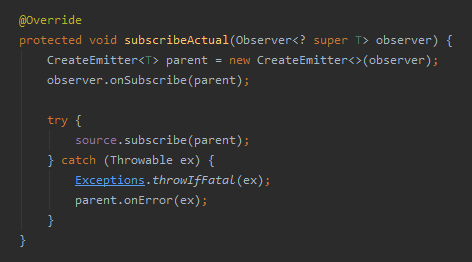 @Override
protected void subscribeActual(Observer<? super T> observer) {
    CreateEmitter<T> parent = new CreateEmitter<>(observer);
    observer.onSubscribe(parent);

    try {
        source.subscribe(parent);
    } catch (Throwable ex) {
        Exceptions.throwIfFatal(ex);
        parent.onError(ex);
    }
}